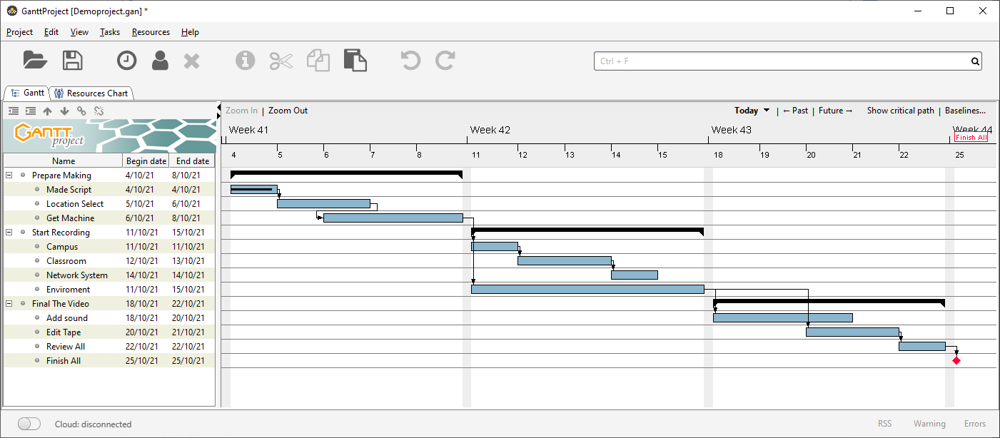 GanttProject [Demoproject.gan] *
Project Edit View Tasks Resources Help
Ctrl + F
Gantt Resources Chart
Zoom In | Zoom Out Today | ← Past | Future → Show critical path | Baselines...
GANTT project
Week 41 Week 42 Week 43 Week 44
Finish All
4 5 6 7 8 11 12 13 14 15 18 19 20 21 22 25
Name Begin date End date
Prepare Making 4/10/21 8/10/21
Made Script 4/10/21 4/10/21
Location Select 5/10/21 6/10/21
Get Machine 6/10/21 8/10/21
Start Recording 11/10/21 15/10/21
Campus 11/10/21 11/10/21
Classroom 12/10/21 13/10/21
Network System 14/10/21 14/10/21
Enviroment 11/10/21 15/10/21
Final The Video 18/10/21 22/10/21
Add sound 18/10/21 20/10/21
Edit Tape 20/10/21 21/10/21
Review All 22/10/21 22/10/21
Finish All 25/10/21 25/10/21
Cloud: disconnected RSS Warning Errors